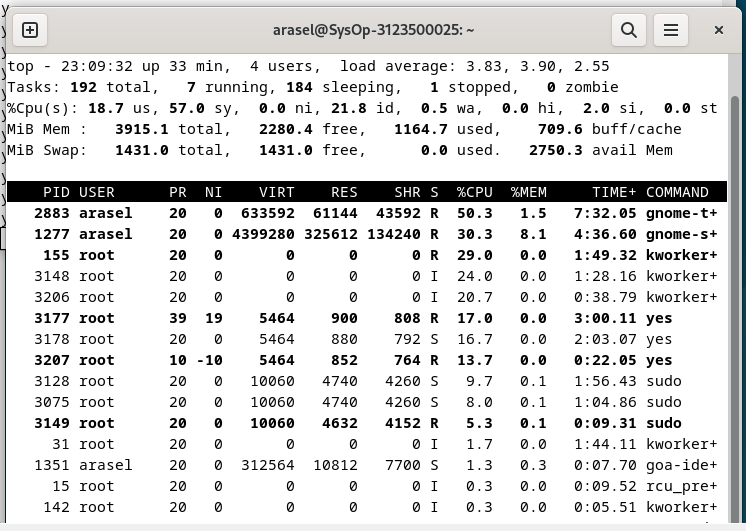 arasel@SysOp-3123500025: ~
top - 23:09:32 up 33 min,  4 users,  load average: 3.83, 3.90, 2.55
Tasks: 192 total,   7 running, 184 sleeping,   1 stopped,   0 zombie
%Cpu(s): 18.7 us, 57.0 sy,  0.0 ni, 21.8 id,  0.5 wa,  0.0 hi,  2.0 si,  0.0 st
MiB Mem :   3915.1 total,   2280.4 free,   1164.7 used,    709.6 buff/cache
MiB Swap:   1431.0 total,   1431.0 free,      0.0 used.   2750.3 avail Mem
PID USER      PR  NI    VIRT    RES    SHR S  %CPU  %MEM     TIME+ COMMAND
2883 arasel    20   0  633592  61144  43592 R  50.3   1.5   7:32.05 gnome-t+
1277 arasel    20   0 4399280 325612 134240 R  30.3   8.1   4:36.60 gnome-s+
155 root      20   0       0      0      0 R  29.0   0.0   1:49.32 kworker+
3148 root      20   0       0      0      0 I  24.0   0.0   1:28.16 kworker+
3206 root      20   0       0      0      0 I  20.7   0.0   0:38.79 kworker+
3177 root      39  19    5464    900    808 R  17.0   0.0   3:00.11 yes
3178 root      20   0    5464    880    792 S  16.7   0.0   2:03.07 yes
3207 root      10 -10    5464    852    764 R  13.7   0.0   0:22.05 yes
3128 root      20   0   10060   4740   4260 S   9.7   0.1   1:56.43 sudo
3075 root      20   0   10060   4740   4260 S   8.0   0.1   1:04.86 sudo
3149 root      20   0   10060   4632   4152 R   5.3   0.1   0:09.31 sudo
31 root      20   0       0      0      0 I   1.7   0.0   1:44.11 kworker+
1351 arasel    20   0  312564  10812   7700 S   1.3   0.3   0:07.70 goa-ide+
15 root      20   0       0      0      0 I   0.3   0.0   0:09.52 rcu_pre+
142 root      20   0       0      0      0 I   0.3   0.0   0:05.51 kworker+